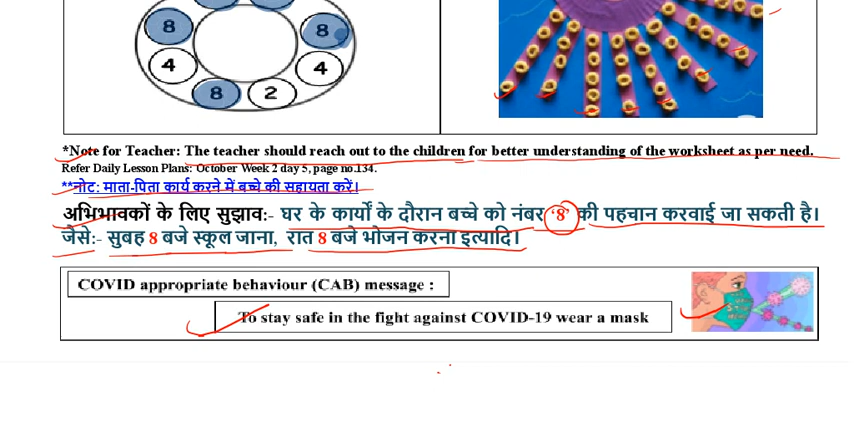 8
8
4
4
8
2
*Note for Teacher: The teacher should reach out to the children for better understanding of the worksheet as per need.
Refer Daily Lesson Plans: October Week 2 day 5, page no.134.
**नोट: माता-पिता कार्य करने में बच्चे की सहायता करें।
अभिभावकों के लिए सुझाव:- घर के कार्यों के दौरान बच्चे को नंबर ‘8’ की पहचान करवाई जा सकती है।
जैसे:- सुबह 8 बजे स्कूल जाना, रात 8 बजे भोजन करना इत्यादि।
COVID appropriate behaviour (CAB) message :
To stay safe in the fight against COVID-19 wear a mask